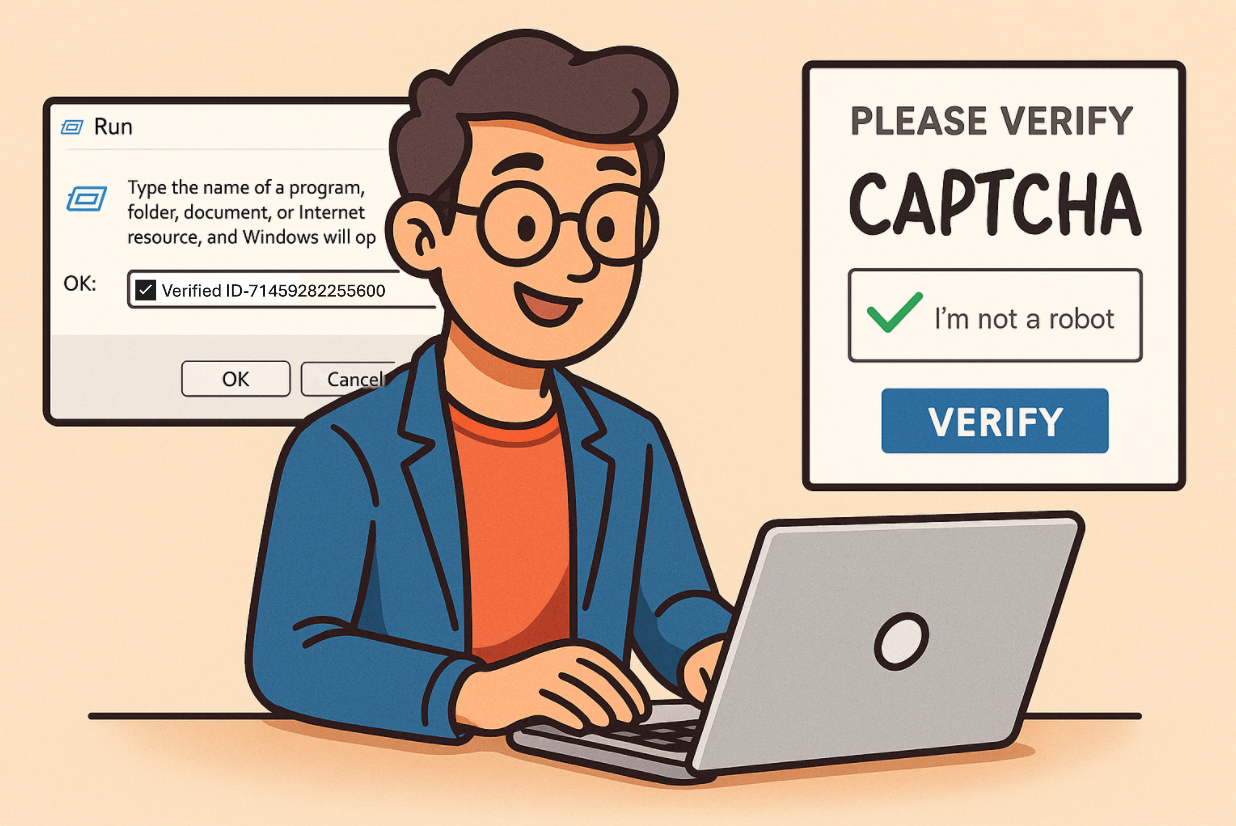 Run
Type the name of a program,
folder, document, or Internet
resource, and Windows will op
OK:
Verified ID-71459282255600
OK
Cancel
PLEASE VERIFY
CAPTCHA
I'm not a robot
VERIFY